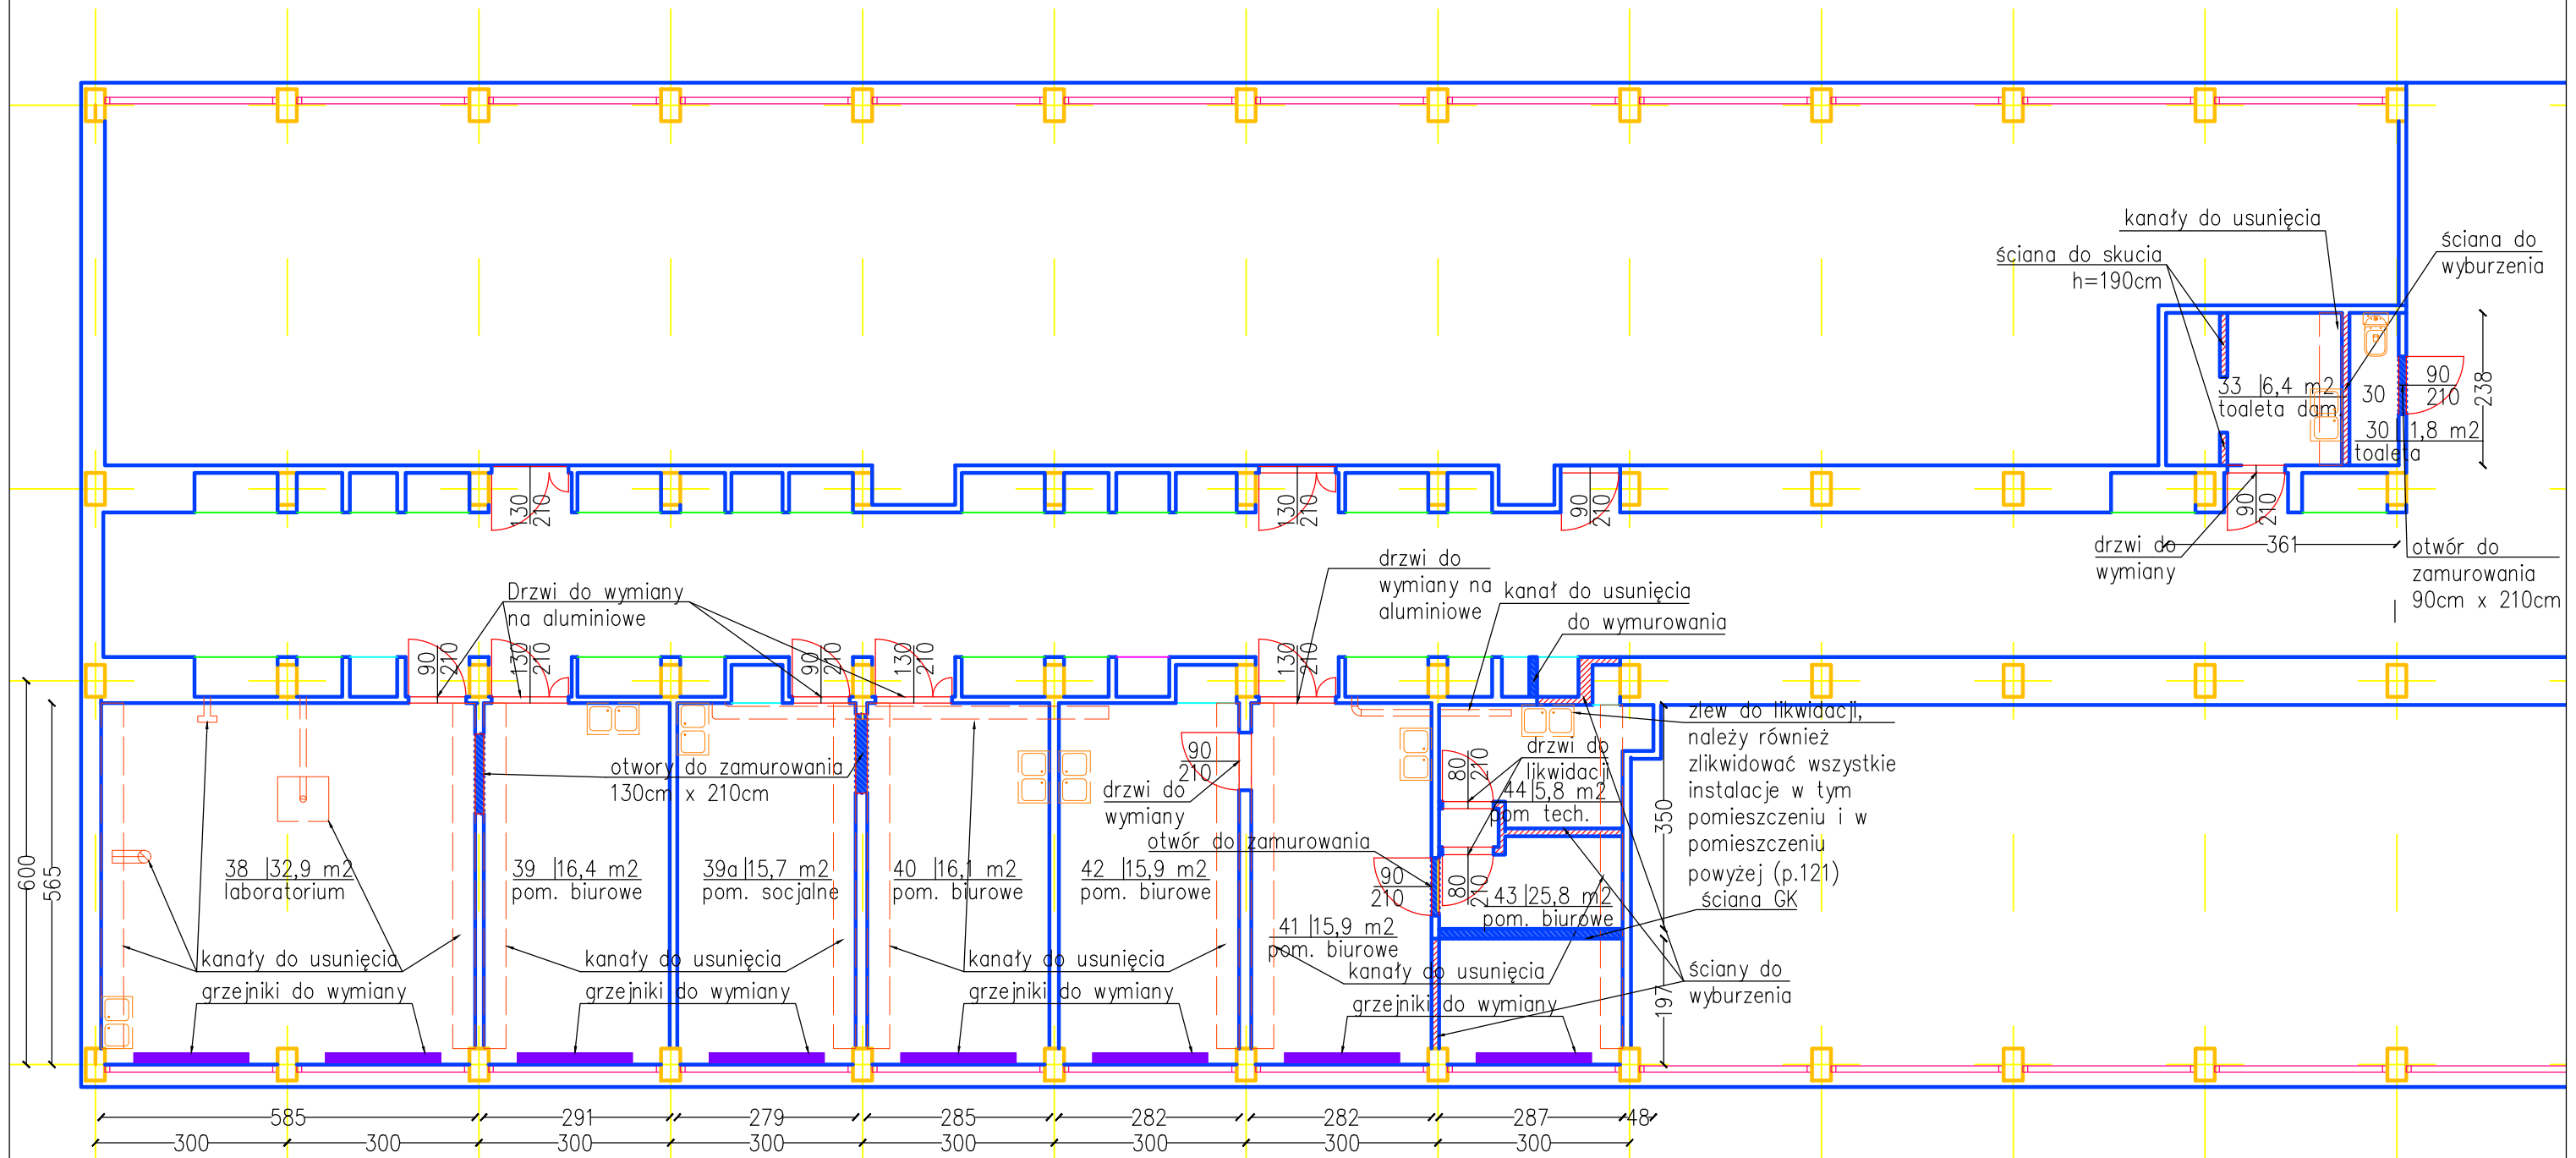 kanały do usunięcia
ściana do
wyburzenia
ściana do skucia
h=190cm
33 6,4 m2
toaleta dam.
30
90
210
238
30 1,8 m2
toaleta
130
210
130
210
90
210
90
210
drzwi do
wymiany
361
otwór do
zamurowania
90cm x 210cm
Drzwi do wymiany
na aluminiowe
drzwi do
wymiany na
aluminiowe
kanał do usunięcia
do wymurowania
90
210
130
210
90
210
130
210
130
210
otwory do zamurowania
130cm x 210cm
90
210
drzwi do
wymiany
80
210
drzwi do
likwidacji
44 5,8 m2
pom tech.
zlew do likwidacji,
należy również
zlikwidować wszystkie
instalacje w tym
pomieszczeniu i w
pomieszczeniu
powyżej (p.121)
350
otwór do zamurowania
90
210
80
210
ściana GK
600
565
38 32,9 m2
laboratorium
39 16,4 m2
pom. biurowe
39a 15,7 m2
pom. socjalne
40 16,1 m2
pom. biurowe
42 15,9 m2
pom. biurowe
41 15,9 m2
pom. biurowe
43 25,8 m2
pom. biurowe
kanały do usunięcia
kanały do usunięcia
kanały do usunięcia
kanały do usunięcia
ściany do
wyburzenia
197
grzejniki do wymiany
grzejniki do wymiany
grzejniki do wymiany
grzejniki do wymiany
585 291 279 285 282 282 287 48
300 300 300 300 300 300 300 300